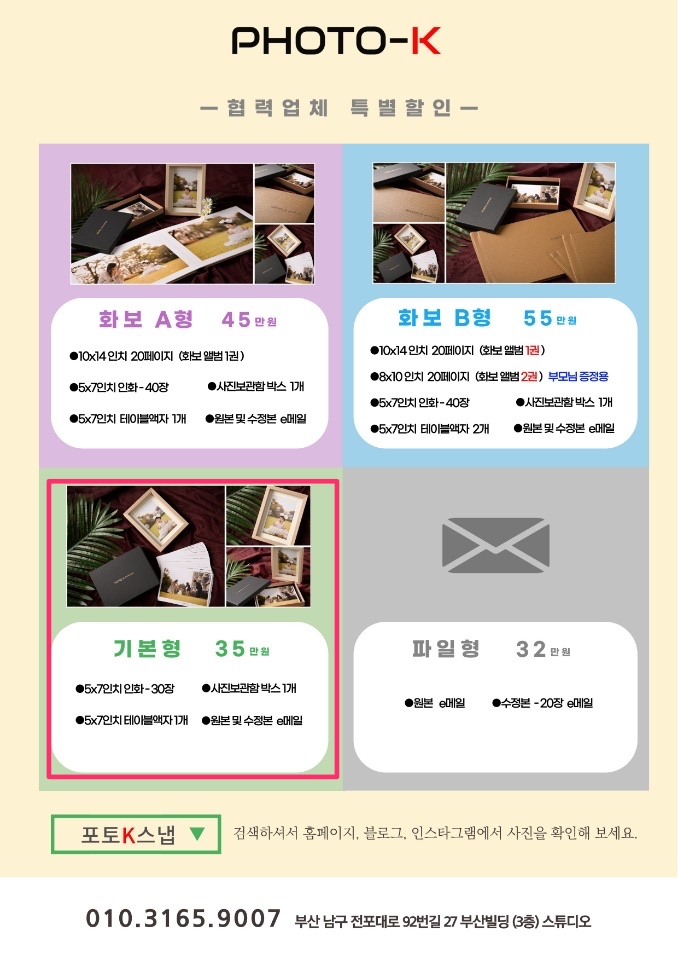 PHOTO-K
— 협력업체 특별할인 —
화보 A형 45만원
●10x14 인치 20페이지 (화보 앨범 1권)
●5x7인치 인화 - 40장 ●사진보관함 박스 1개
●5x7인치 테이블액자 1개 ●원본 및 수정본 e메일
화보 B형 55만원
●10x14 인치 20페이지 (화보 앨범 1권)
●8x10 인치 20페이지 (화보 앨범 2권) 부모님 증정용
●5x7인치 인화 - 40장 ●사진보관함 박스 1개
●5x7인치 테이블액자 2개 ●원본 및 수정본 e메일
기본형 35만원
●5x7인치 인화 - 30장 ●사진보관함 박스 1개
●5x7인치 테이블액자 1개 ●원본 및 수정본 e메일
파일형 32만원
●원본 e메일 ●수정본 - 20장 e메일
포토K스냅 ▼ 검색하셔서 홈페이지, 블로그, 인스타그램에서 사진을 확인해 보세요.
010.3165.9007 부산 남구 전포대로 92번길 27 부산빌딩 (3층) 스튜디오